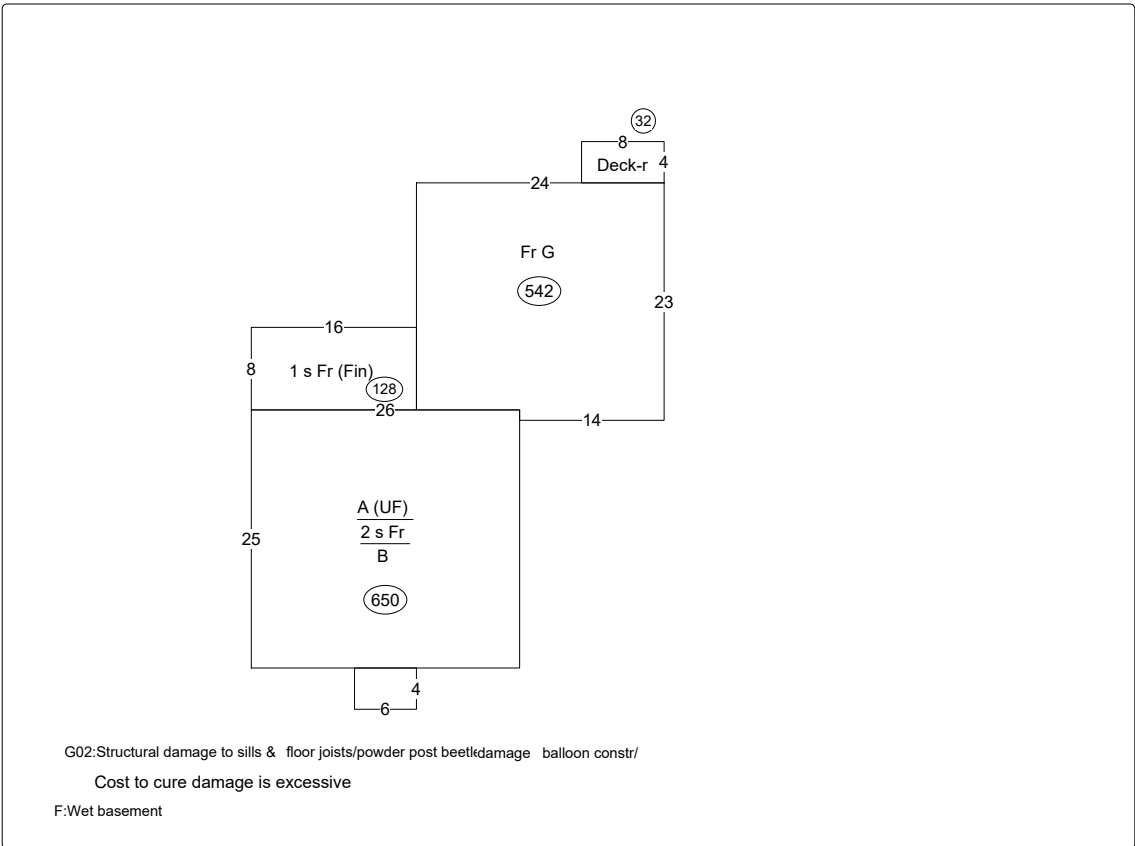 32
8
Deck-r 4
24
Fr G
542
23
16
8 1 s Fr (Fin)
128
26
14
A (UF)
2 s Fr
B
25
650
4
6
G02:Structural damage to sills & floor joists/powder post beetle damage balloon constr/
Cost to cure damage is excessive
F:Wet basement